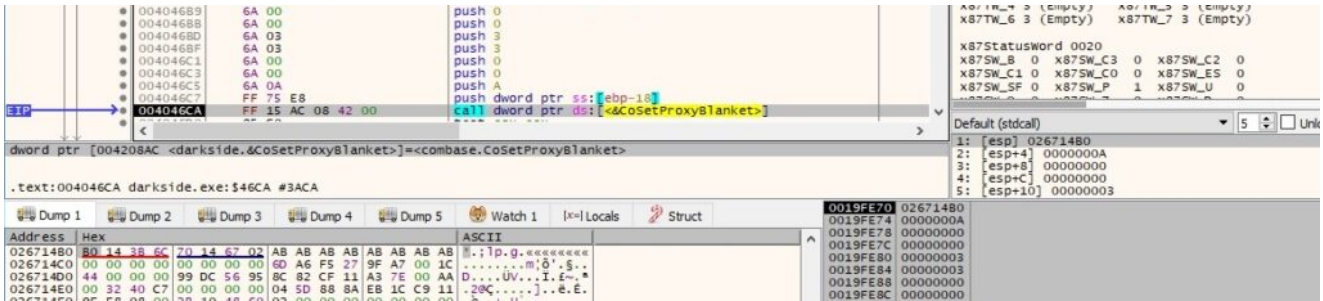 004046B9 6A 00 push 0
004046BB 6A 00 push 0
004046BD 6A 03 push 3
004046BF 6A 03 push 3
004046C1 6A 00 push 0
004046C3 6A 00 push 0
004046C5 6A 0A push A
004046C7 FF 75 E8 push dword ptr ss:[ebp-18]
EIP 004046CA FF 15 AC 08 42 00 call dword ptr ds:[<&CoSetProxyBlanket>]
x87TW_6 3 (Empty) x87TW_7 3 (Empty)
x87StatusWord 0020
x87SW_B 0 x87SW_C3 0 x87SW_C2 0
x87SW_C1 0 x87SW_C0 0 x87SW_ES 0
x87SW_SF 0 x87SW_P 1 x87SW_U 0
Default (stdcall) 5 Unlo
1: [esp] 026714B0
2: [esp+4] 0000000A
3: [esp+8] 00000000
4: [esp+C] 00000000
5: [esp+10] 00000003
dword ptr [004208AC <darkside.&CoSetProxyBlanket>]=<combase.CoSetProxyBlanket>
.text:004046CA darkside.exe:$46CA #3ACA
Dump 1 Dump 2 Dump 3 Dump 4 Dump 5 Watch 1 [x=] Locals Struct
Address Hex ASCII
026714B0 B0 14 3B 6C 70 14 67 02 AB AB AB AB AB AB AB AB .;lp.g.««««««««
026714C0 00 00 00 00 00 00 00 00 6D A6 F5 27 9F A7 00 1C ........m¦õ'.§..
026714D0 44 00 00 00 99 DC 56 95 8C 82 CF 11 A3 7E 00 AA D....ÜV...Ï.£~.ª
026714E0 00 32 40 C7 00 00 00 00 04 5D 88 8A EB 1C C9 11 .2@Ç.....]..ë.É.
0019FE70 026714B0
0019FE74 0000000A
0019FE78 00000000
0019FE7C 00000000
0019FE80 00000003
0019FE84 00000003
0019FE88 00000000
0019FE8C 00000000